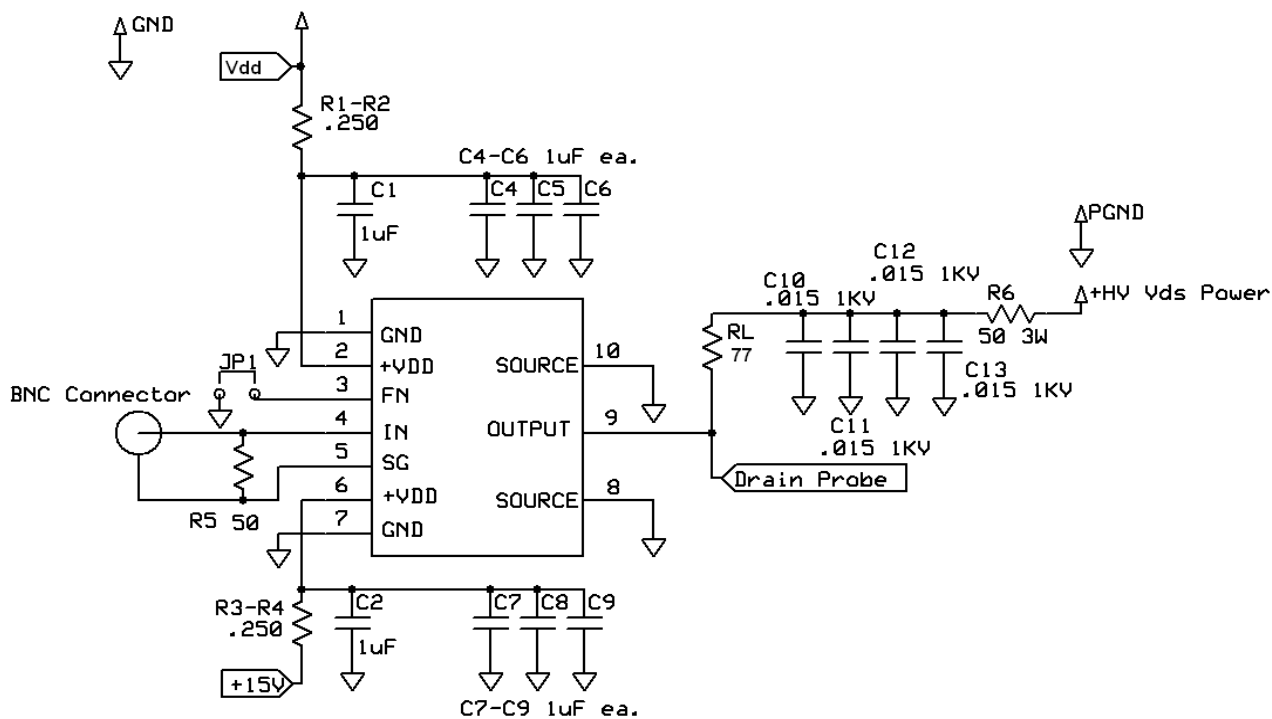 GND
Vdd
R1-R2
.250
C4-C6 1uF ea.
C1
C4
C5
C6
1uF
PGND
C12
.015 1KV
C10
.015 1KV
R6
+HV Vds Power
50 3W
RL
77
C13
.015 1KV
C11
.015 1KV
1
GND
2
+VDD
JP1
3
FN
BNC Connector
4
IN
5
SG
6
+VDD
7
GND
R5 50
SOURCE
10
OUTPUT
9
SOURCE
8
Drain Probe
R3-R4
.250
C2
1uF
C7
C8
C9
+15V
C7-C9 1uF ea.